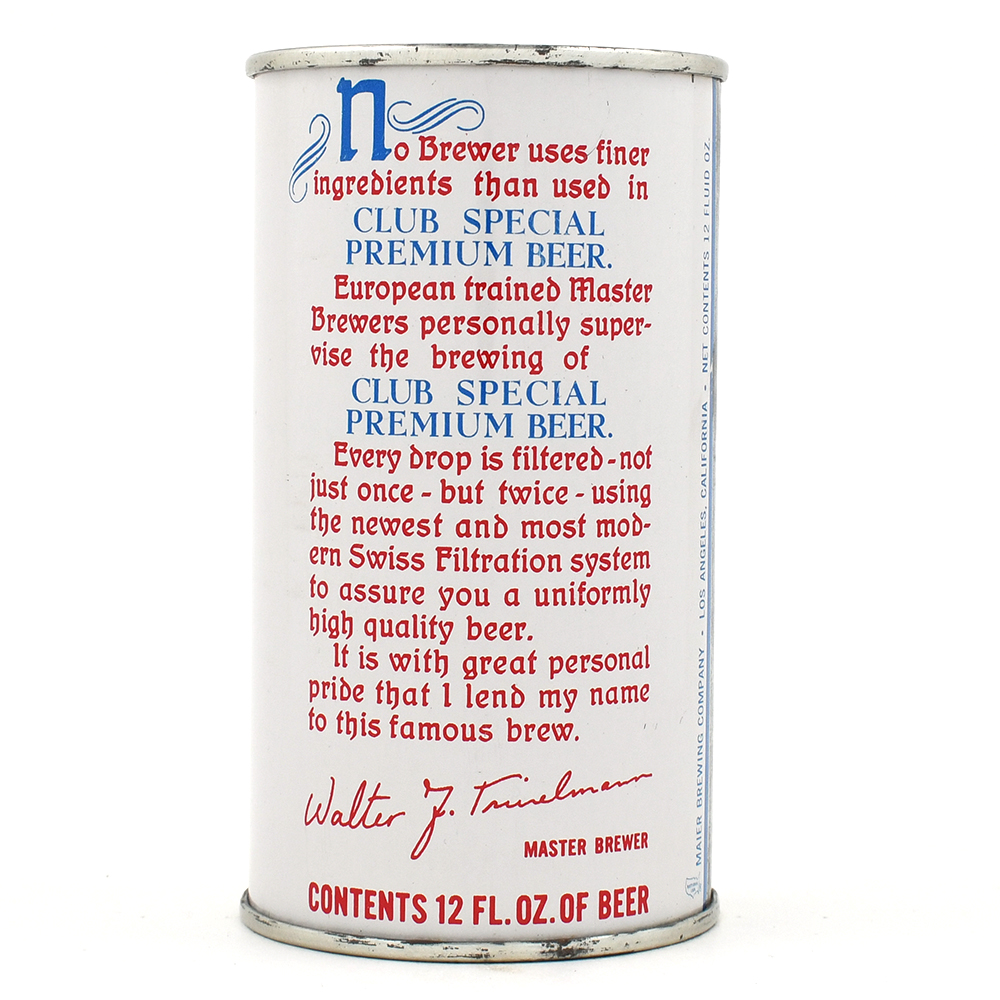 No Brewer uses finer
ingredients than used in
CLUB SPECIAL
PREMIUM BEER.
European trained Master
Brewers personally super-
vise the brewing of
CLUB SPECIAL
PREMIUM BEER.
Every drop is filtered - not
just once - but twice - using
the newest and most mod-
ern Swiss Filtration system
to assure you a uniformly
high quality beer.
It is with great personal
pride that I lend my name
to this famous brew.
Walter J.
MASTER BREWER
CONTENTS 12 FL. OZ. OF BEER
MAIER BREWING COMPANY - LOS ANGELES, CALIFORNIA - NET CONTENTS 12 FLUID OZ.